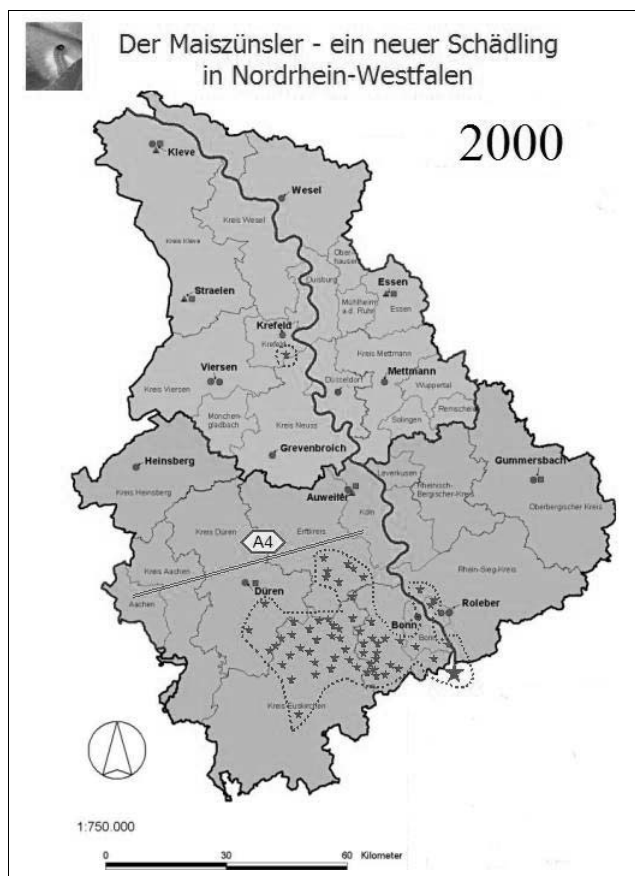 Der Maiszünsler - ein neuer Schädling
in Nordrhein-Westfalen
2000
Kleve
Wesel
Kreis Wesel
Kreis Kleve
Ober-
hausen
Duisburg
Straelen
Essen
Mühlheim
a.d. Ruhr
Essen
Krefeld
Krefeld
Kreis Mettmann
Viersen
Mettmann
Kreis Viersen
Düsseldorf
Wuppertal
Remscheid
Solingen
Mönchen-
gladbach
Kreis Neuss
Grevenbroich
Heinsberg
Gummersbach
Leverkusen
Rheinisch-
Bergischer-Kreis
Kreis Heinsberg
Auweiler
Oberbergischer Kreis
Köln
Kreis Düren
Erftkreis
A4
Kreis Aachen
Rhein-Sieg-Kreis
Düren
Aachen
Roleber
Bonn
Bonn
Kreis Euskirchen
1:750.000
0 30 60 Kilometer